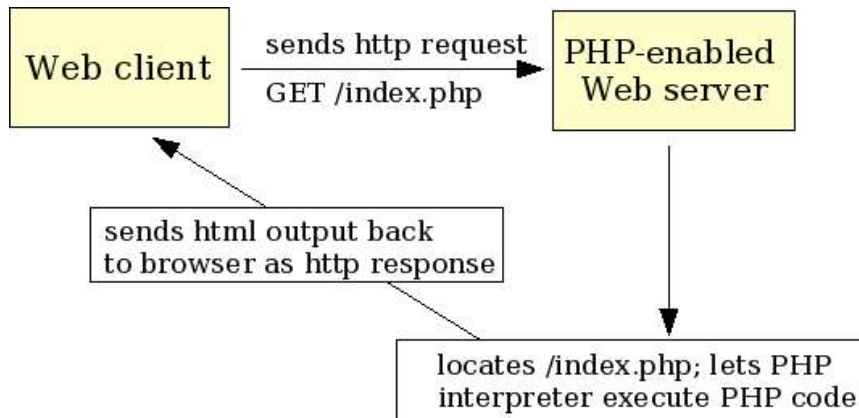 Web client
sends http request
GET /index.php
PHP-enabled
Web server
sends html output back
to browser as http response
locates /index.php; lets PHP
interpreter execute PHP code